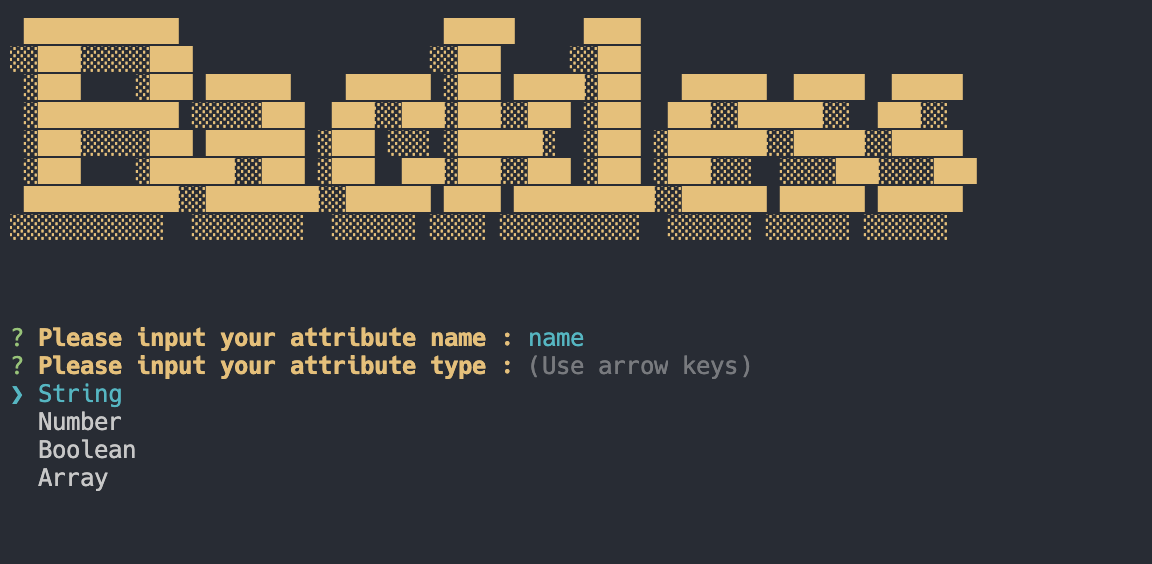 Backless
? Please input your attribute name : name
? Please input your attribute type : (Use arrow keys)
❯ String
Number
Boolean
Array